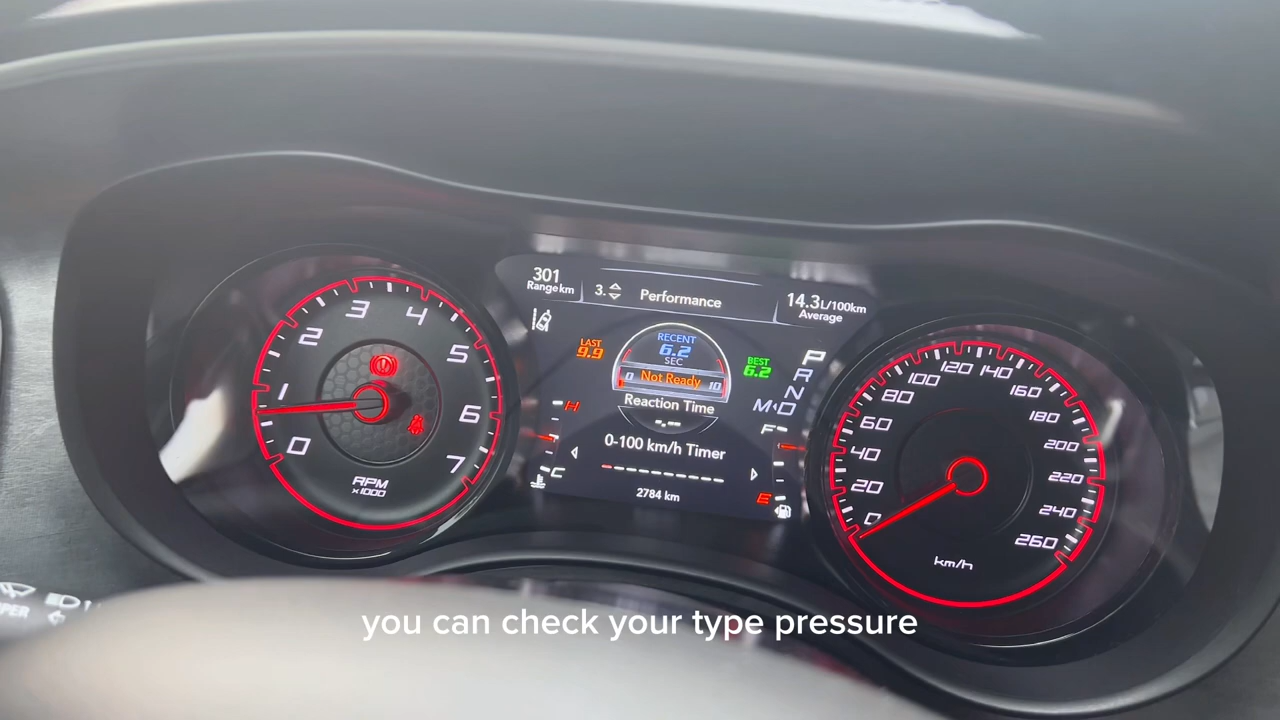 301
Range km
3.
Performance
14.3 L/100km
Average
LAST
9.9
RECENT
6.2
SEC
0 Not Ready 10
BEST
6.2
Reaction Time
-.--
0-100 km/h Timer
2784 km
H
C
F
E
P
R
N
M D
0
1
2
3
4
5
6
7
RPM
x1000
0
20
40
60
80
100
120
140
160
180
200
220
240
260
km/h
PER
you can check your type pressure